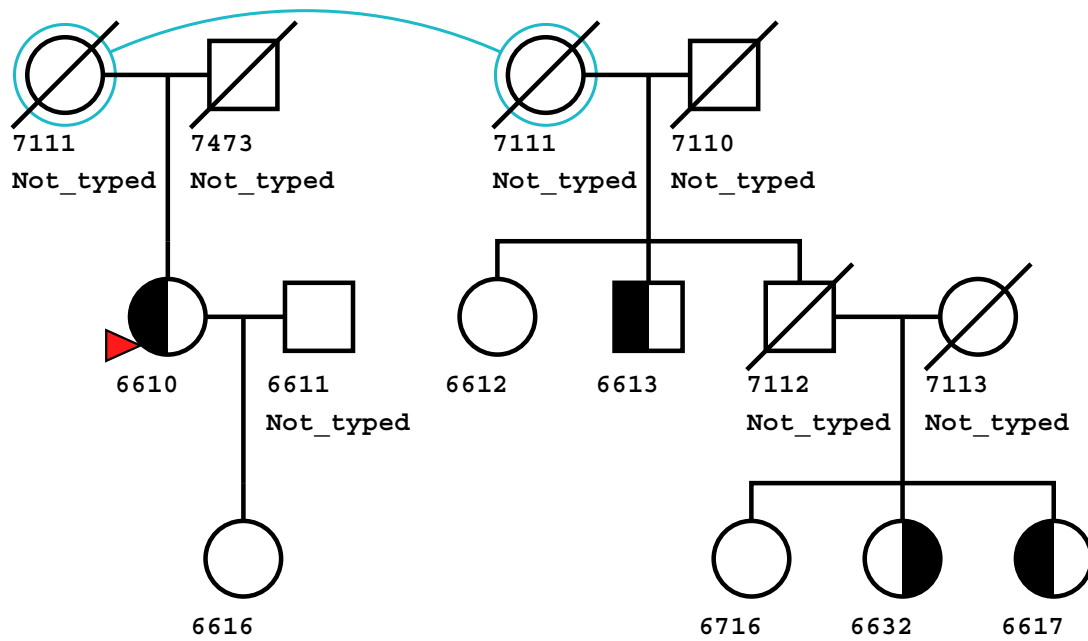 7111 7473 7111 7110
Not_typed Not_typed Not_typed Not_typed
6610 6611 6612 6613 7112 7113
Not_typed Not_typed Not_typed
6616 6716 6632 6617